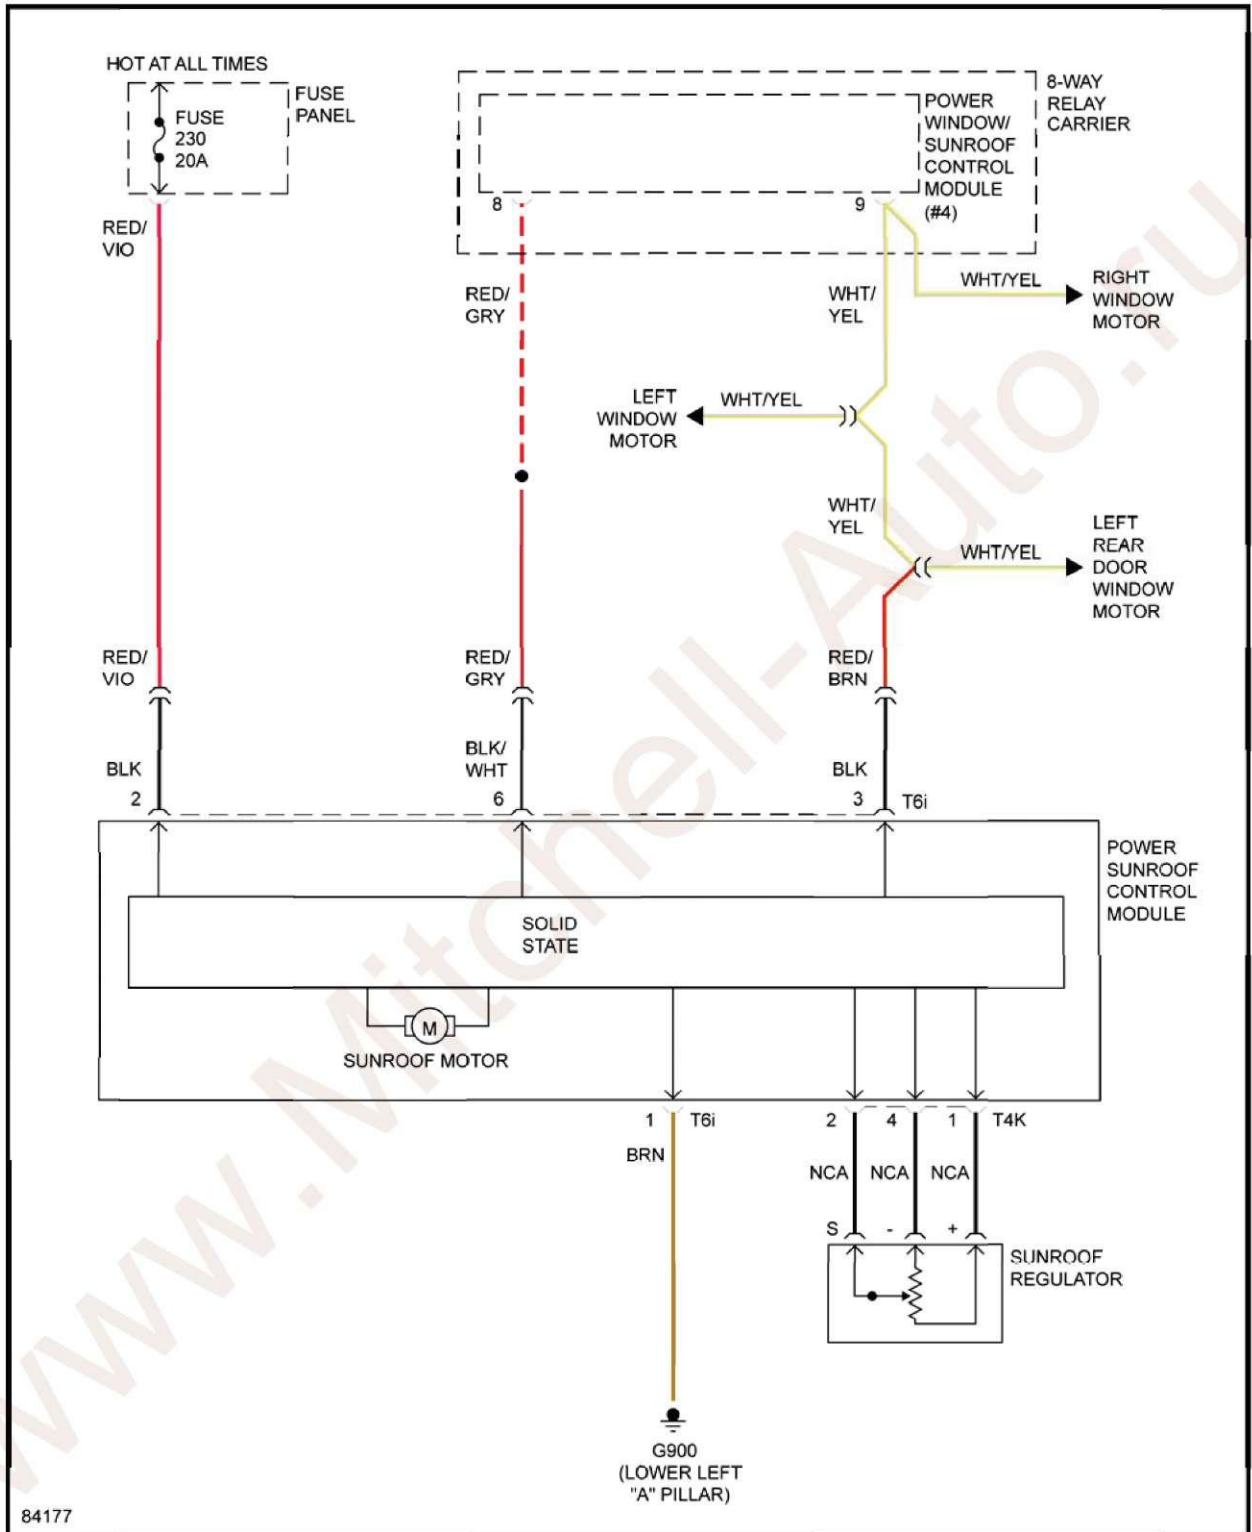 HOT AT ALL TIMES
FUSE
PANEL
FUSE
230
20A
8-WAY
RELAY
CARRIER
POWER
WINDOW/
SUNROOF
CONTROL
MODULE
(#4)
8
9
RED/
VIO
RED/
GRY
WHT/
YEL
WHT/YEL
RIGHT
WINDOW
MOTOR
LEFT
WINDOW
MOTOR
WHT/YEL
WHT/
YEL
WHT/YEL
LEFT
REAR
DOOR
WINDOW
MOTOR
RED/
VIO
RED/
GRY
RED/
BRN
BLK
BLK/
WHT
BLK
2
6
3
T6i
POWER
SUNROOF
CONTROL
MODULE
SOLID
STATE
M
SUNROOF MOTOR
1
T6i
2
4
1
T4K
BRN
NCA
NCA
NCA
S
-
+
SUNROOF
REGULATOR
G900
(LOWER LEFT
"A" PILLAR)
84177
www.Mitchell-Auto.ru